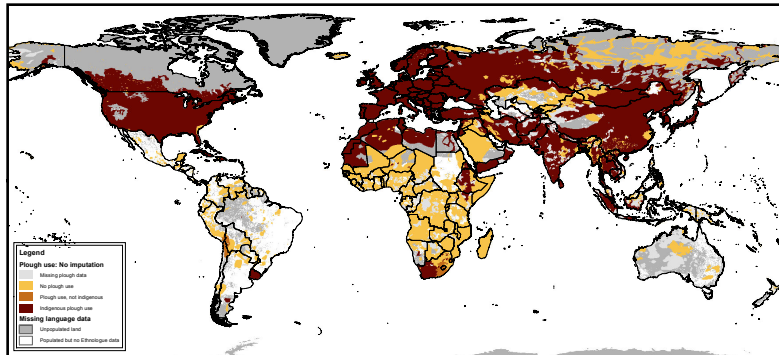 Legend
Plough use: No imputation
Missing plough data
No plough use
Plough use, not indigenous
Indigenous plough use
Missing language data
Unpopulated land
Populated but no Ethnologue data